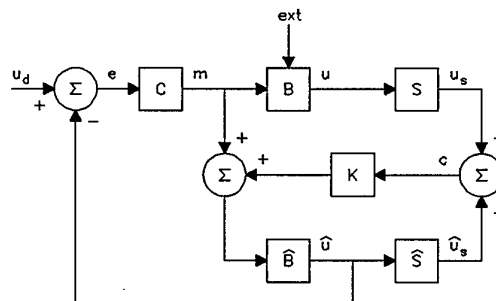 ext
u_d e m u u_s
Σ C B S
+ −
+ + c
Σ K Σ
B̂ û Ŝ û_s